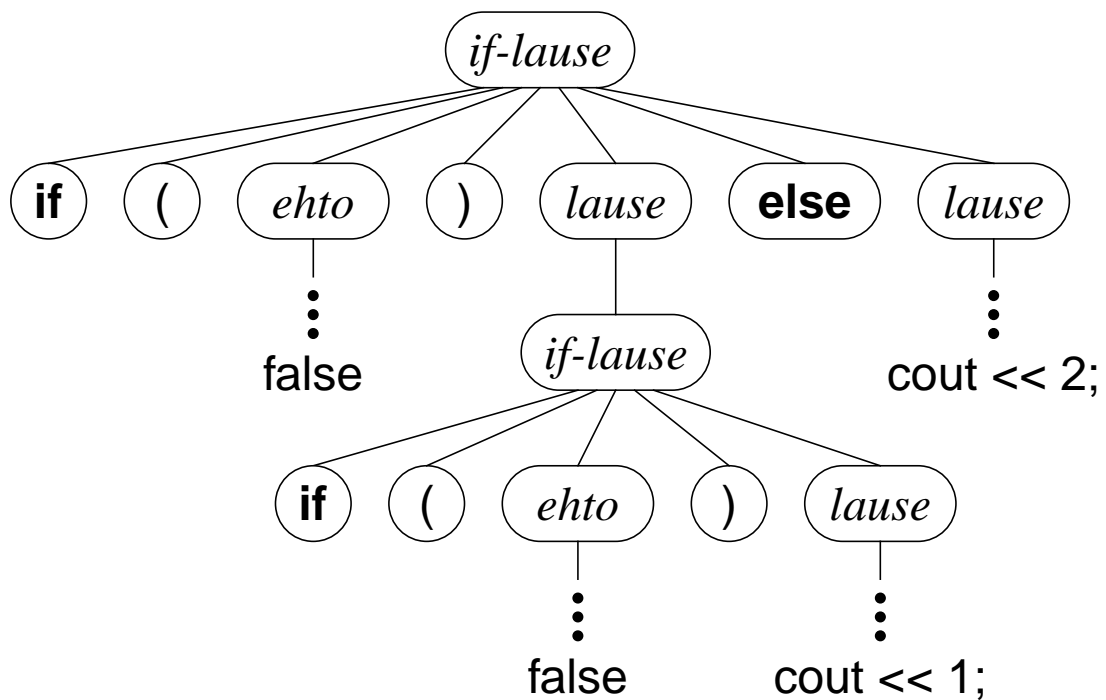 if-lause
if ( ehto ) lause else lause
false
if-lause
cout << 2;
if ( ehto ) lause
false cout << 1;